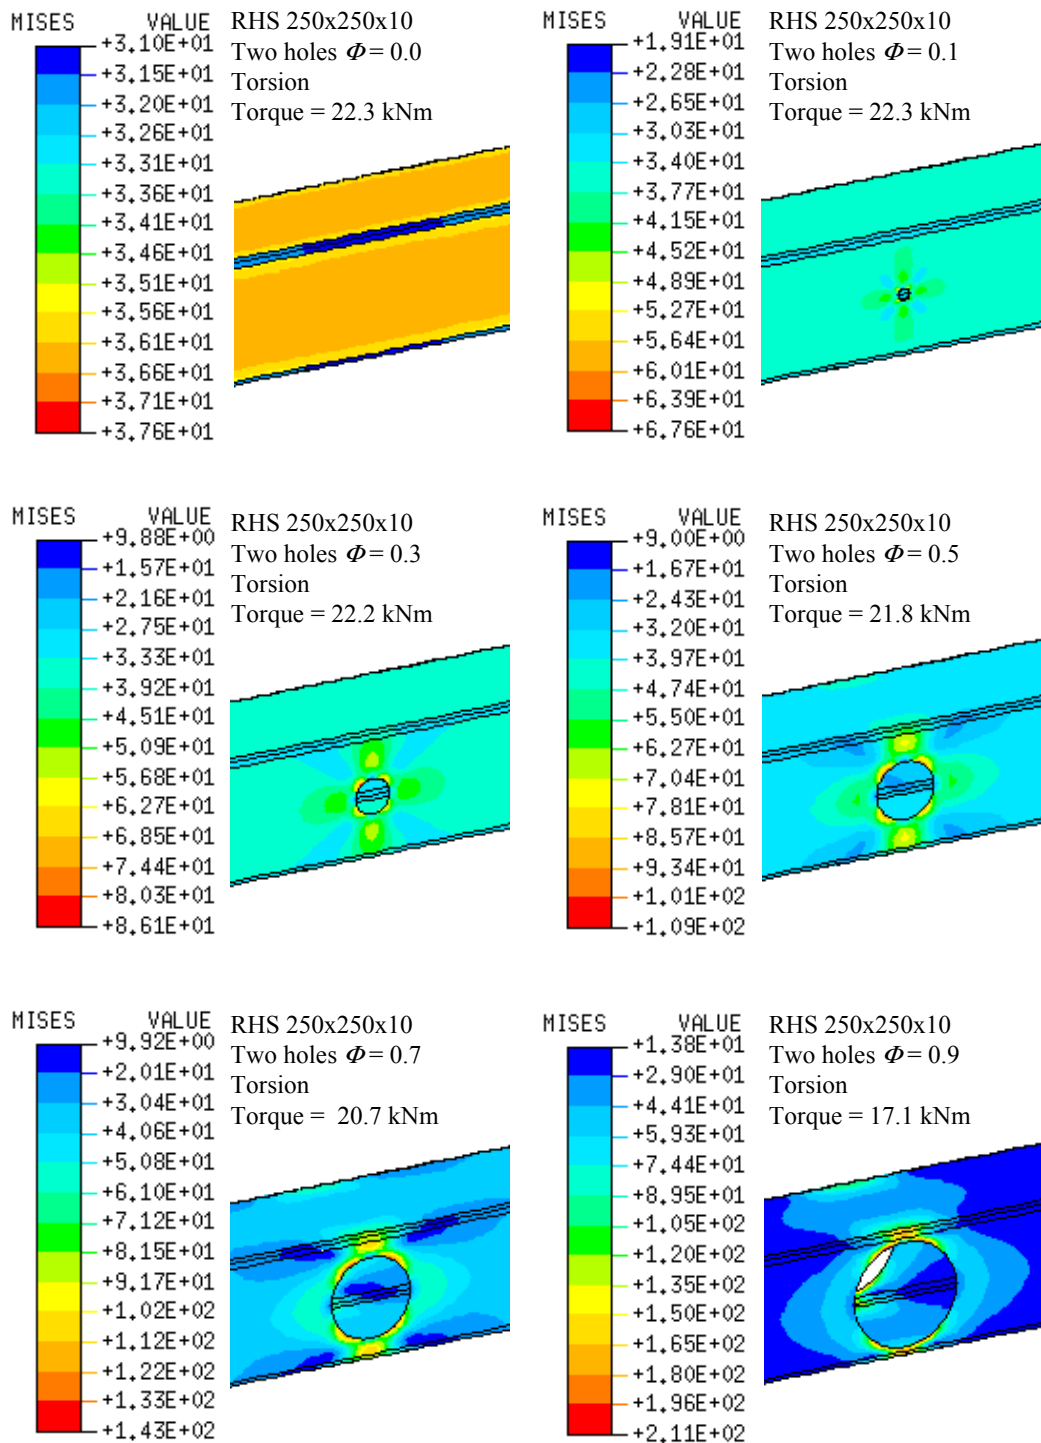 MISES VALUE
+3.10E+01
+3.15E+01
+3.20E+01
+3.26E+01
+3.31E+01
+3.36E+01
+3.41E+01
+3.46E+01
+3.51E+01
+3.56E+01
+3.61E+01
+3.66E+01
+3.71E+01
+3.76E+01
RHS 250x250x10
Two holes Φ = 0.0
Torsion
Torque = 22.3 kNm
MISES VALUE
+1.91E+01
+2.28E+01
+2.65E+01
+3.03E+01
+3.40E+01
+3.77E+01
+4.15E+01
+4.52E+01
+4.89E+01
+5.27E+01
+5.64E+01
+6.01E+01
+6.39E+01
+6.76E+01
RHS 250x250x10
Two holes Φ = 0.1
Torsion
Torque = 22.3 kNm
MISES VALUE
+9.88E+00
+1.57E+01
+2.16E+01
+2.75E+01
+3.33E+01
+3.92E+01
+4.51E+01
+5.09E+01
+5.68E+01
+6.27E+01
+6.85E+01
+7.44E+01
+8.03E+01
+8.61E+01
RHS 250x250x10
Two holes Φ = 0.3
Torsion
Torque = 22.2 kNm
MISES VALUE
+9.00E+00
+1.67E+01
+2.43E+01
+3.20E+01
+3.97E+01
+4.74E+01
+5.50E+01
+6.27E+01
+7.04E+01
+7.81E+01
+8.57E+01
+9.34E+01
+1.01E+02
+1.09E+02
RHS 250x250x10
Two holes Φ = 0.5
Torsion
Torque = 21.8 kNm
MISES VALUE
+9.92E+00
+2.01E+01
+3.04E+01
+4.06E+01
+5.08E+01
+6.10E+01
+7.12E+01
+8.15E+01
+9.17E+01
+1.02E+02
+1.12E+02
+1.22E+02
+1.33E+02
+1.43E+02
RHS 250x250x10
Two holes Φ = 0.7
Torsion
Torque = 20.7 kNm
MISES VALUE
+1.38E+01
+2.90E+01
+4.41E+01
+5.93E+01
+7.44E+01
+8.95E+01
+1.05E+02
+1.20E+02
+1.35E+02
+1.50E+02
+1.65E+02
+1.80E+02
+1.96E+02
+2.11E+02
RHS 250x250x10
Two holes Φ = 0.9
Torsion
Torque = 17.1 kNm